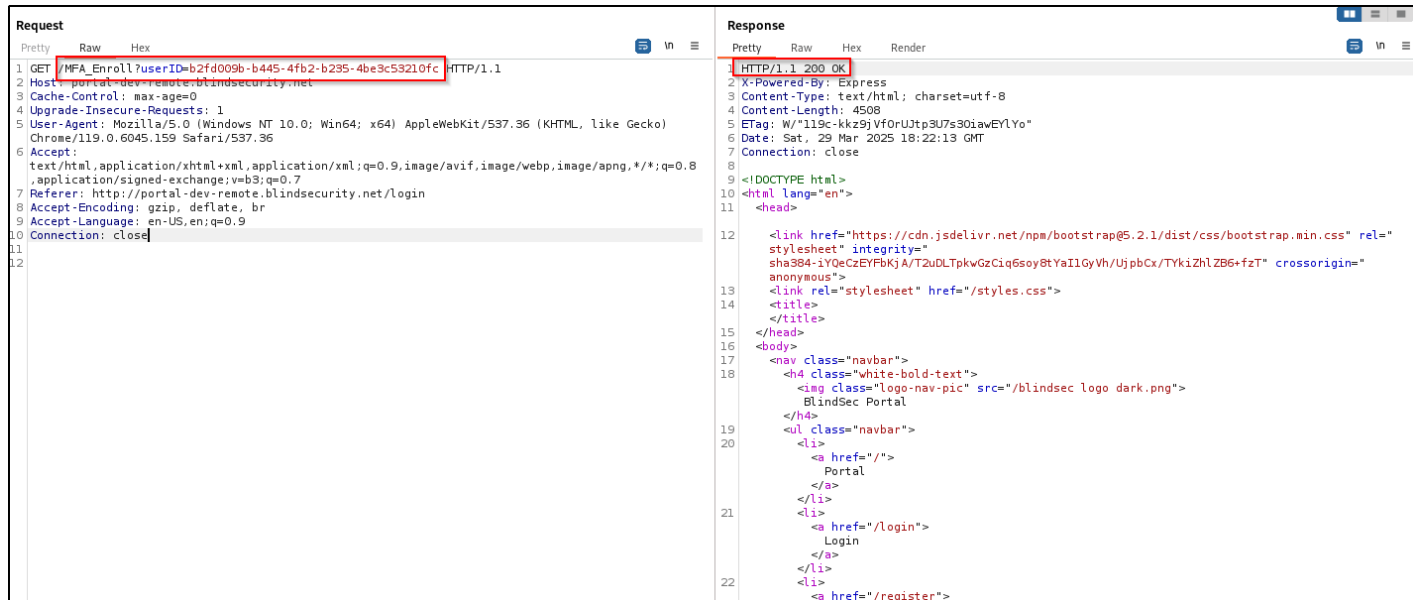 Request
Pretty Raw Hex
\n
1 GET /MFA_Enroll?userID=b2fd009b-b445-4fb2-b235-4be3c53210fc HTTP/1.1
2 Host: portal-dev-remote.blindsecurity.net
3 Cache-Control: max-age=0
4 Upgrade-Insecure-Requests: 1
5 User-Agent: Mozilla/5.0 (Windows NT 10.0; Win64; x64) AppleWebKit/537.36 (KHTML, like Gecko)
Chrome/119.0.6045.159 Safari/537.36
6 Accept:
text/html,application/xhtml+xml,application/xml;q=0.9,image/avif,image/webp,image/apng,*/*;q=0.8
,application/signed-exchange;v=b3;q=0.7
7 Referer: http://portal-dev-remote.blindsecurity.net/login
8 Accept-Encoding: gzip, deflate, br
9 Accept-Language: en-US,en;q=0.9
10 Connection: close
11
12
Response
Pretty Raw Hex Render
\n
1 HTTP/1.1 200 OK
2 X-Powered-By: Express
3 Content-Type: text/html; charset=utf-8
4 Content-Length: 4508
5 ETag: W/"119c-kkz9jVfOrUJtp3U7s3OiawEYlYo"
6 Date: Sat, 29 Mar 2025 18:22:13 GMT
7 Connection: close
8
9 <!DOCTYPE html>
10 <html lang="en">
11 <head>
12 <link href="https://cdn.jsdelivr.net/npm/bootstrap@5.2.1/dist/css/bootstrap.min.css" rel="
stylesheet" integrity="
sha384-iYQeCzEYFbKjA/T2uDLTpkwGzCiq6soy8tYaI1GyVh/UjpbCx/TYkiZhlZB6+fzT" crossorigin="
anonymous">
13 <link rel="stylesheet" href="/styles.css">
14 <title>
</title>
15 </head>
16 <body>
17 <nav class="navbar">
18 <h4 class="white-bold-text">
<img class="logo-nav-pic" src="/blindsec logo dark.png">
BlindSec Portal
</h4>
19 <ul class="navbar">
20 <li>
<a href="/">
Portal
</a>
</li>
21 <li>
<a href="/login">
Login
</a>
</li>
22 <li>
<a href="/register">